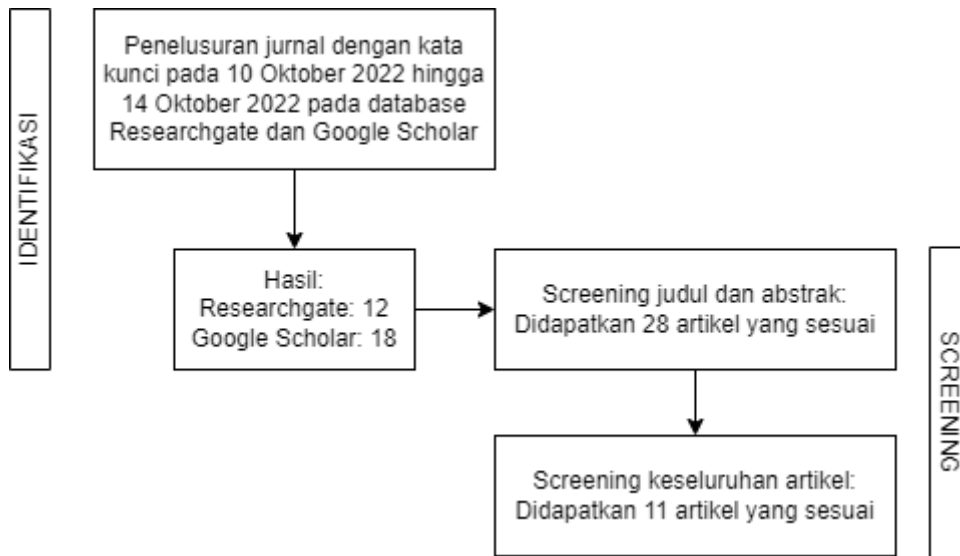 IDENTIFIKASI
Penelusuran jurnal dengan kata
kunci pada 10 Oktober 2022 hingga
14 Oktober 2022 pada database
Researchgate dan Google Scholar
Hasil:
Researchgate: 12
Google Scholar: 18
Screening judul dan abstrak:
Didapatkan 28 artikel yang sesuai
Screening keseluruhan artikel:
Didapatkan 11 artikel yang sesuai
SCREENING